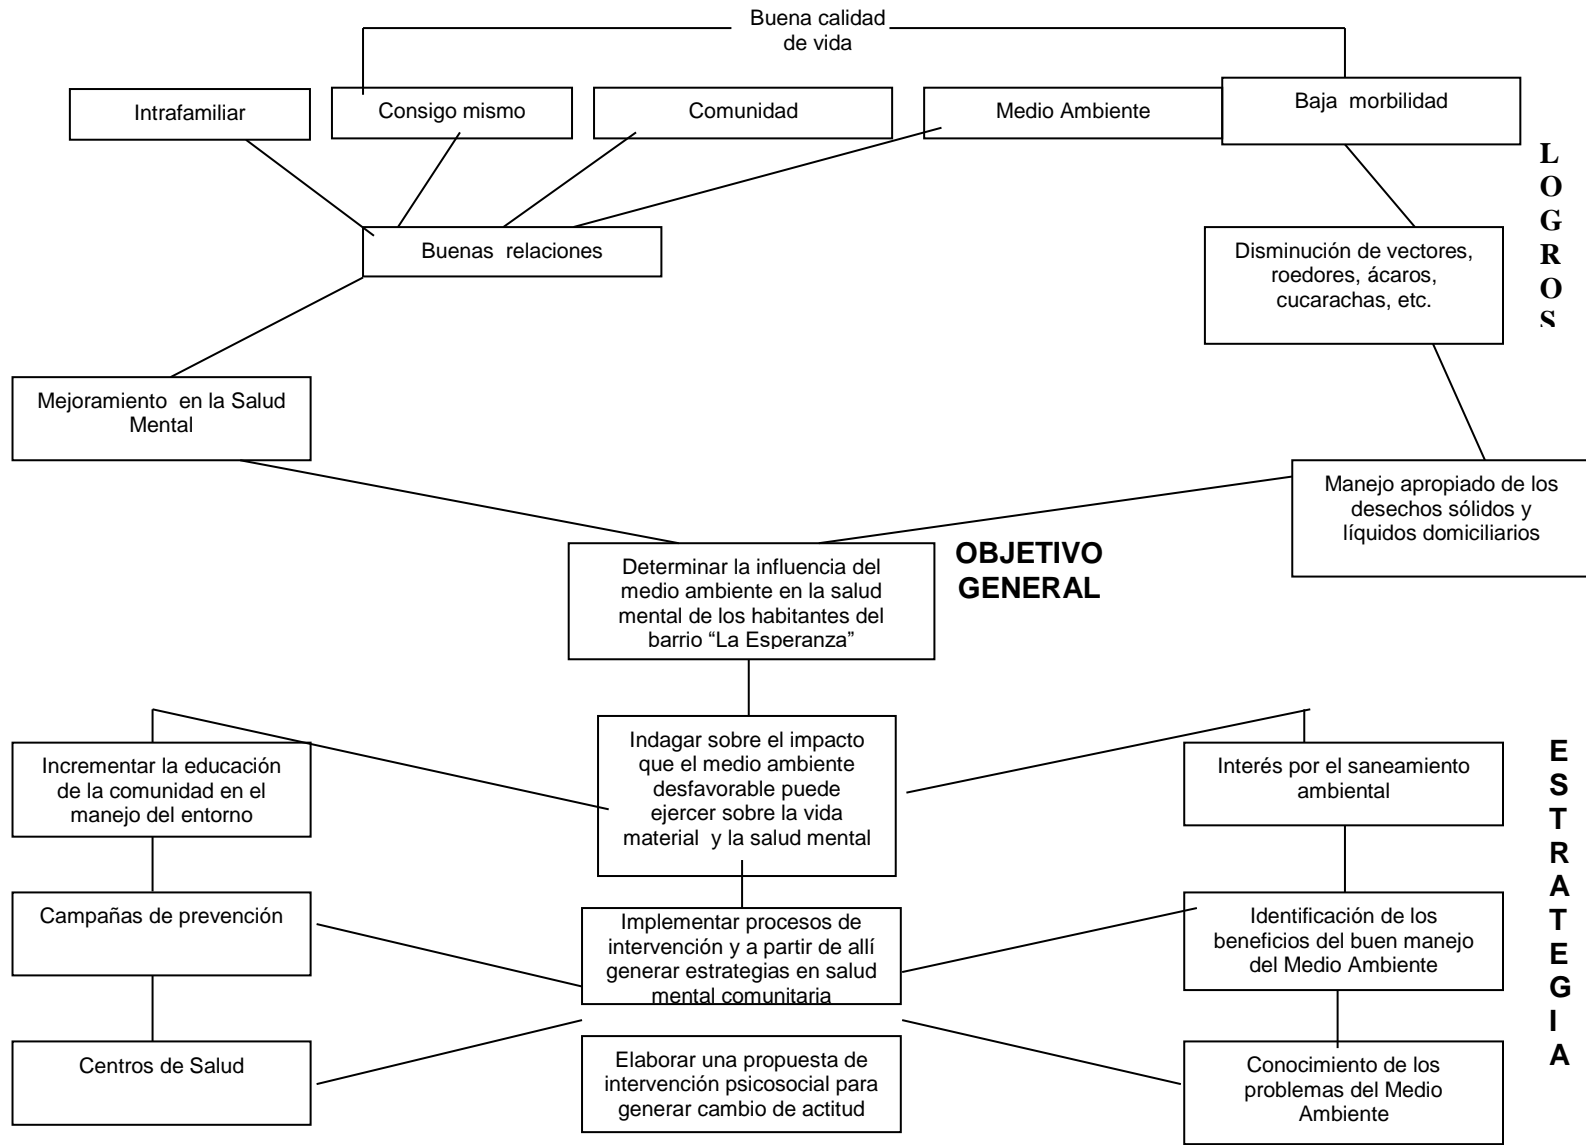 Buena calidad
de vida
Intrafamiliar
Consigo mismo
Comunidad
Medio Ambiente
Baja morbilidad
L
O
G
R
O
S
Buenas relaciones
Disminución de vectores,
roedores, ácaros,
cucarachas, etc.
Mejoramiento en la Salud
Mental
Manejo apropiado de los
desechos sólidos y
líquidos domiciliarios
Determinar la influencia del
medio ambiente en la salud
mental de los habitantes del
barrio “La Esperanza”
OBJETIVO
GENERAL
Incrementar la educación
de la comunidad en el
manejo del entorno
Indagar sobre el impacto
que el medio ambiente
desfavorable puede
ejercer sobre la vida
material y la salud mental
Interés por el saneamiento
ambiental
E
S
T
R
A
T
E
G
I
A
Campañas de prevención
Implementar procesos de
intervención y a partir de allí
generar estrategias en salud
mental comunitaria
Identificación de los
beneficios del buen manejo
del Medio Ambiente
Centros de Salud
Elaborar una propuesta de
intervención psicosocial para
generar cambio de actitud
Conocimiento de los
problemas del Medio
Ambiente